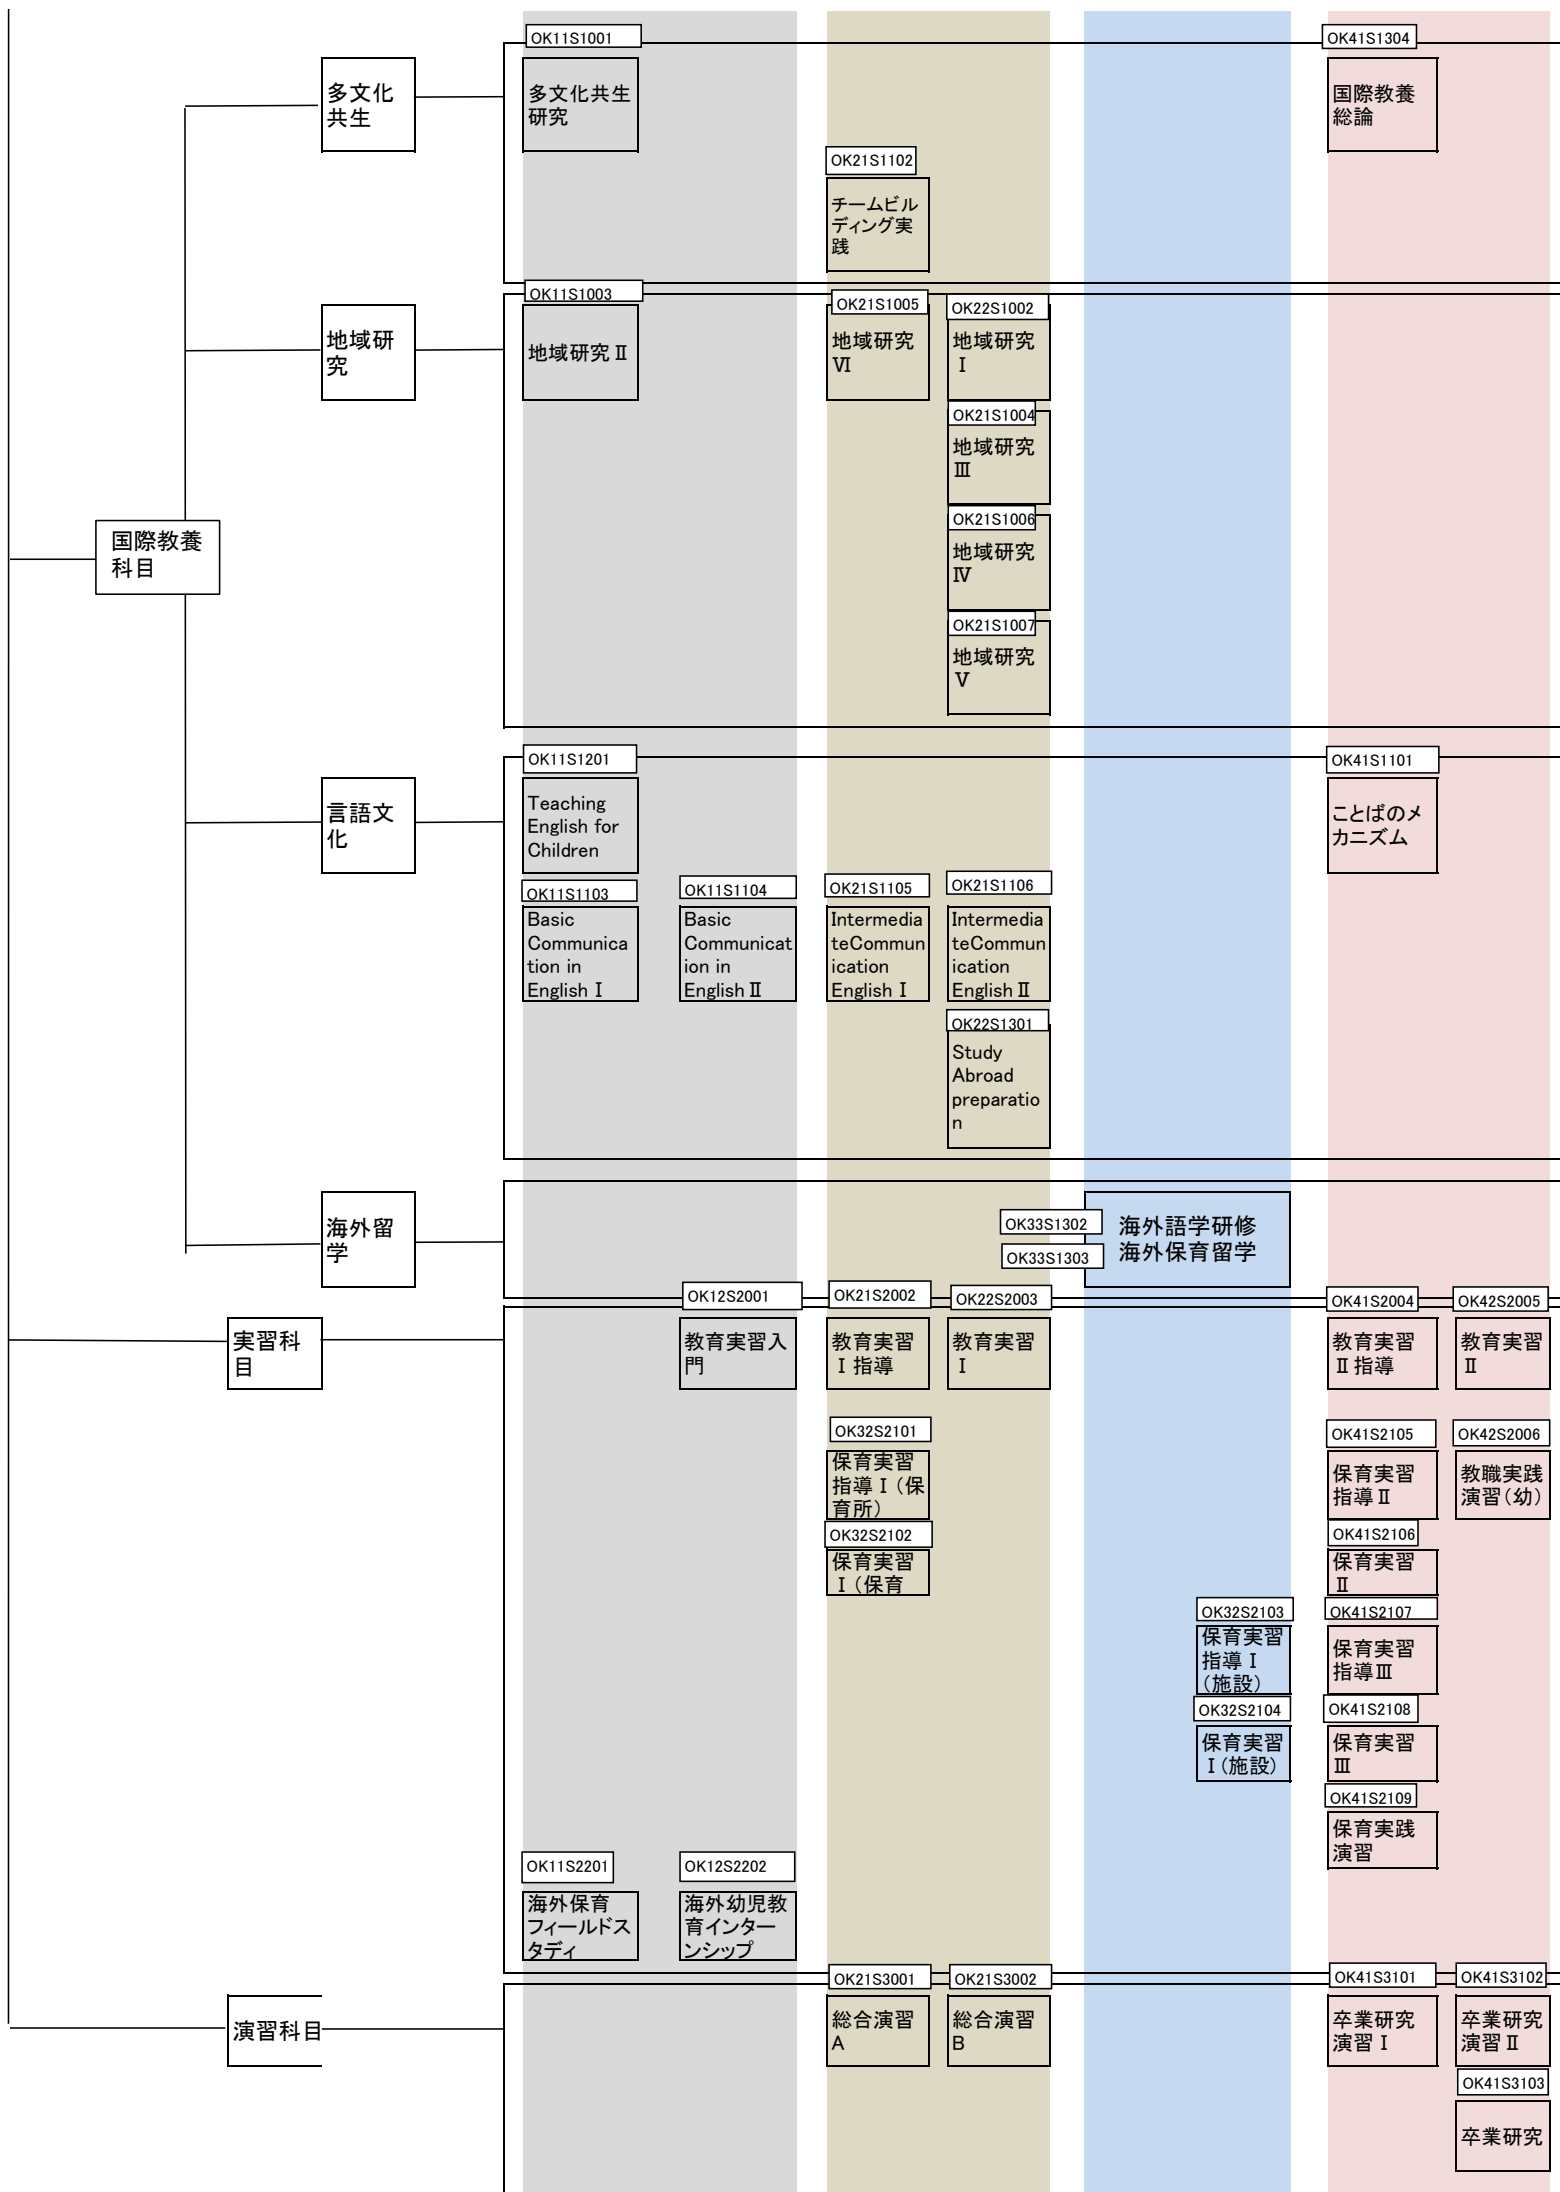 OK11S1001
OK41S1304
多文化
共生
多文化共生
研究
国際教養
総論
OK21S1102
チームビル
ディング実
践
OK11S1003
OK21S1005
OK22S1002
地域研
究
地域研究Ⅱ
地域研究
Ⅵ
地域研究
Ⅰ
OK21S1004
地域研究
Ⅲ
OK21S1006
地域研究
Ⅳ
OK21S1007
地域研究
Ⅴ
国際教養
科目
OK11S1201
OK41S1101
言語文
化
Teaching
English for
Children
ことばのメ
カニズム
OK11S1103
OK11S1104
OK21S1105
OK21S1106
Basic
Communica
tion in
English Ⅰ
Basic
Communicat
ion in
English Ⅱ
Intermedia
teCommun
ication
English Ⅰ
Intermedia
teCommun
ication
English Ⅱ
OK22S1301
Study
Abroad
preparatio
n
海外留
学
OK33S1302
OK33S1303
海外語学研修
海外保育留学
OK12S2001
OK21S2002
OK22S2003
OK41S2004
OK42S2005
実習科
目
教育実習入
門
教育実習
Ⅰ指導
教育実習
Ⅰ
教育実習
Ⅱ指導
教育実習
Ⅱ
OK32S2101
OK41S2105
OK42S2006
保育実習
指導Ⅰ(保
育所)
保育実習
指導Ⅱ
教職実践
演習(幼)
OK32S2102
OK41S2106
保育実習
Ⅰ(保育
保育実習
Ⅱ
OK32S2103
OK41S2107
保育実習
指導Ⅰ
(施設)
保育実習
指導Ⅲ
OK32S2104
OK41S2108
保育実習
Ⅰ(施設)
保育実習
Ⅲ
OK41S2109
保育実践
演習
OK11S2201
OK12S2202
海外保育
フィールドス
タディ
海外幼児教
育インター
ンシップ
OK21S3001
OK21S3002
OK41S3101
OK41S3102
演習科目
総合演習
A
総合演習
B
卒業研究
演習Ⅰ
卒業研究
演習Ⅱ
OK41S3103
卒業研究